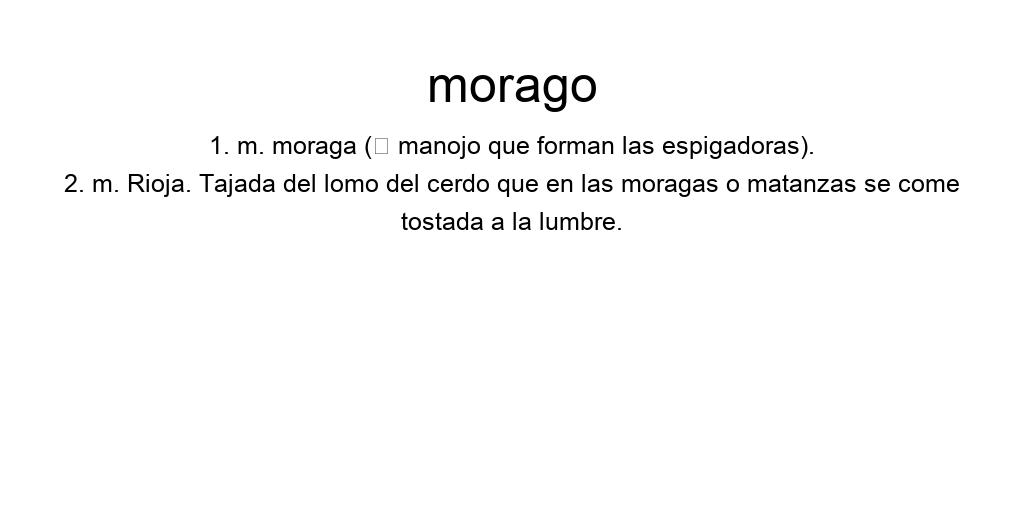 morago
1. m. moraga (□ manojo que forman las espigadoras).
2. m. Rioja. Tajada del lomo del cerdo que en las moragas o matanzas se come
tostada a la lumbre.